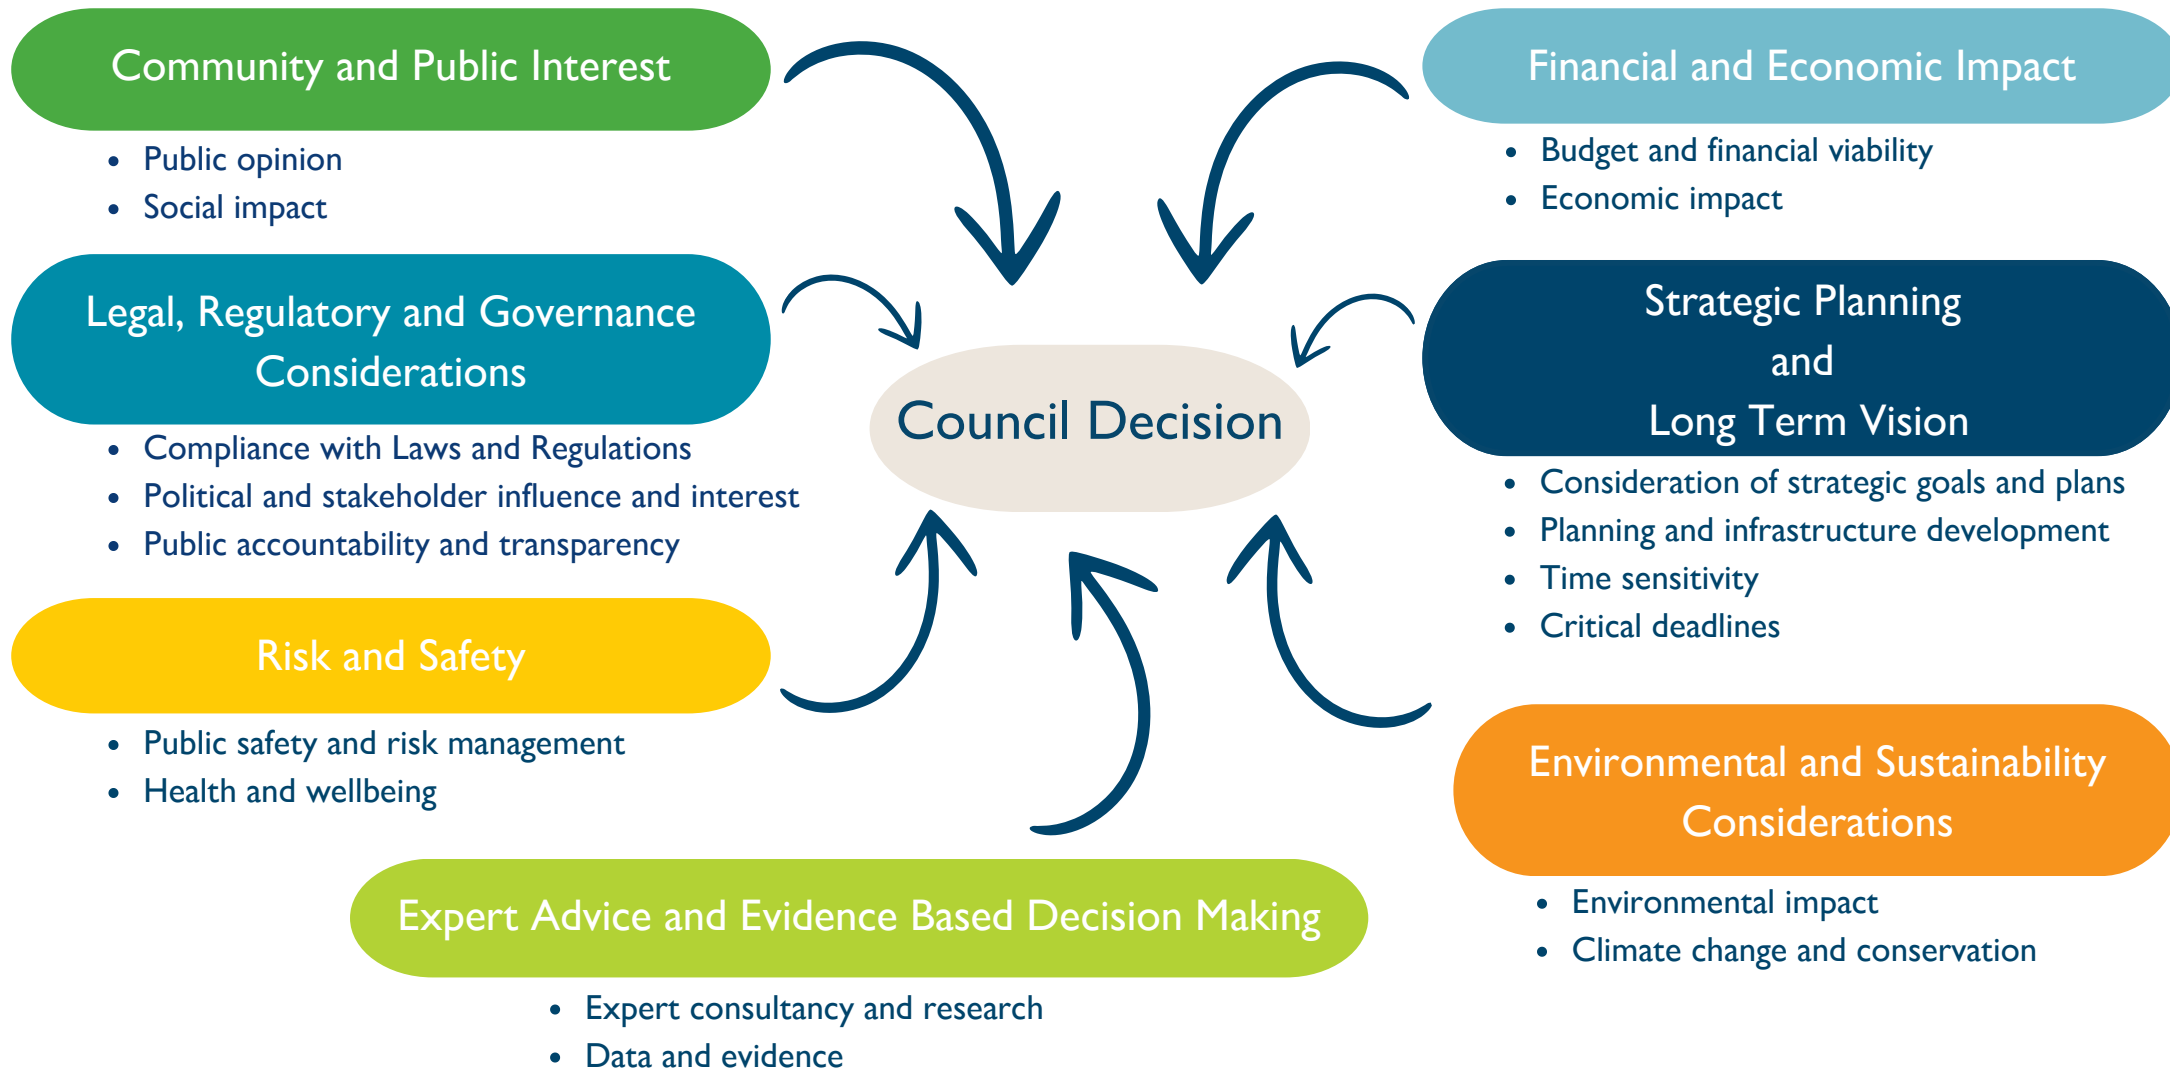 Community and Public Interest
• Public opinion
• Social impact
Legal, Regulatory and Governance
Considerations
• Compliance with Laws and Regulations
• Political and stakeholder influence and interest
• Public accountability and transparency
Risk and Safety
• Public safety and risk management
• Health and wellbeing
Council Decision
Financial and Economic Impact
• Budget and financial viability
• Economic impact
Strategic Planning
and
Long Term Vision
• Consideration of strategic goals and plans
• Planning and infrastructure development
• Time sensitivity
• Critical deadlines
Environmental and Sustainability
Considerations
• Environmental impact
• Climate change and conservation
Expert Advice and Evidence Based Decision Making
• Expert consultancy and research
• Data and evidence